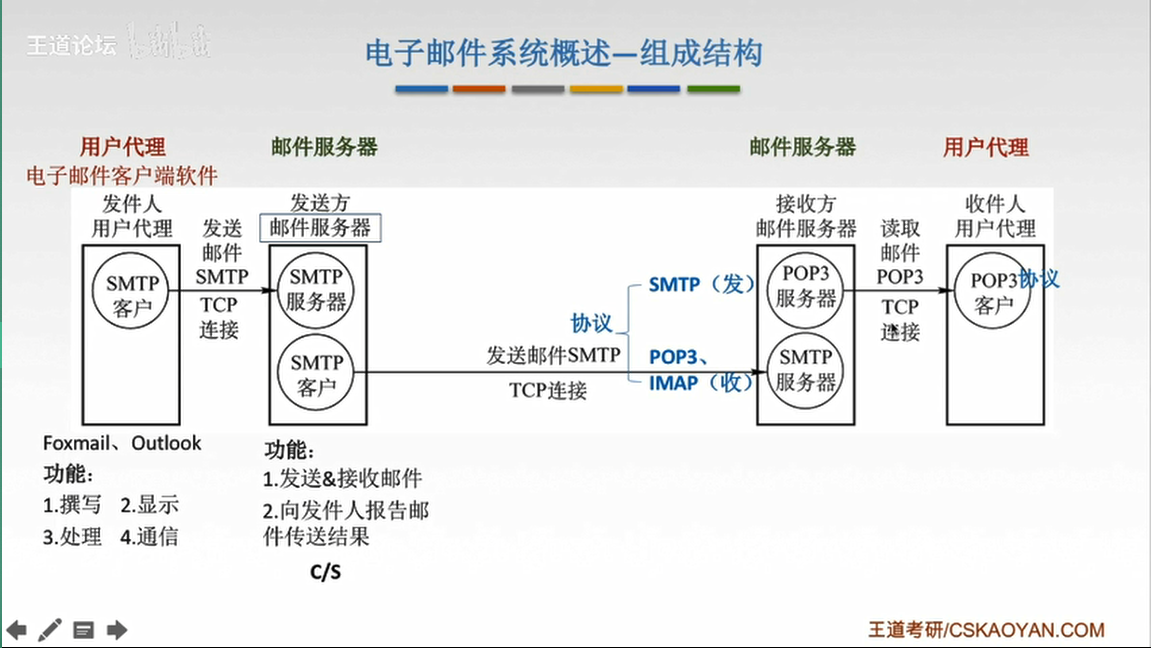 王道论坛 bilibili
电子邮件系统概述—组成结构
用户代理
电子邮件客户端软件
邮件服务器
邮件服务器
用户代理
发件人
用户代理
发送
邮件
SMTP
TCP
连接
发送方
邮件服务器
接收方
邮件服务器
读取
邮件
POP3
TCP
连接
收件人
用户代理
SMTP
客户
SMTP
服务器
SMTP
客户
发送邮件SMTP
TCP连接
协议
SMTP（发）
POP3、
IMAP（收）
POP3
服务器
SMTP
服务器
POP3
客户
协议
Foxmail、Outlook
功能：
1.撰写 2.显示
3.处理 4.通信
功能：
1.发送&接收邮件
2.向发件人报告邮
件传送结果
C/S
王道考研/CSKAOYAN.COM